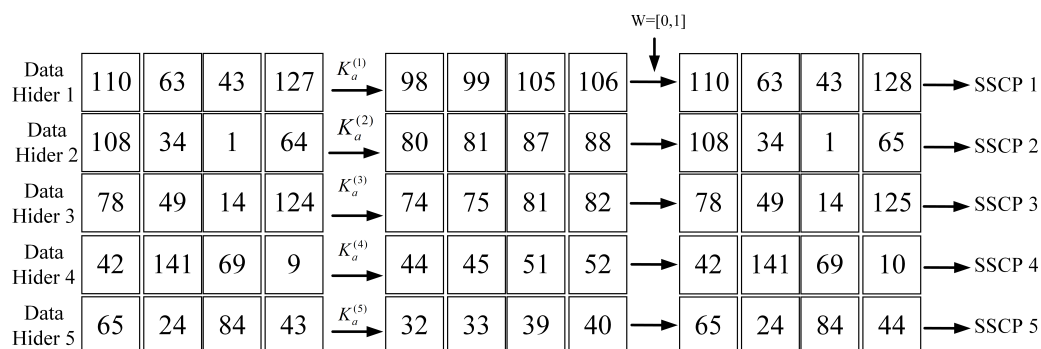 W=[0,1]
Data Hider 1 110 63 43 127 K_a^{(1)} 98 99 105 106 110 63 43 128 SSCP 1
Data Hider 2 108 34 1 64 K_a^{(2)} 80 81 87 88 108 34 1 65 SSCP 2
Data Hider 3 78 49 14 124 K_a^{(3)} 74 75 81 82 78 49 14 125 SSCP 3
Data Hider 4 42 141 69 9 K_a^{(4)} 44 45 51 52 42 141 69 10 SSCP 4
Data Hider 5 65 24 84 43 K_a^{(5)} 32 33 39 40 65 24 84 44 SSCP 5